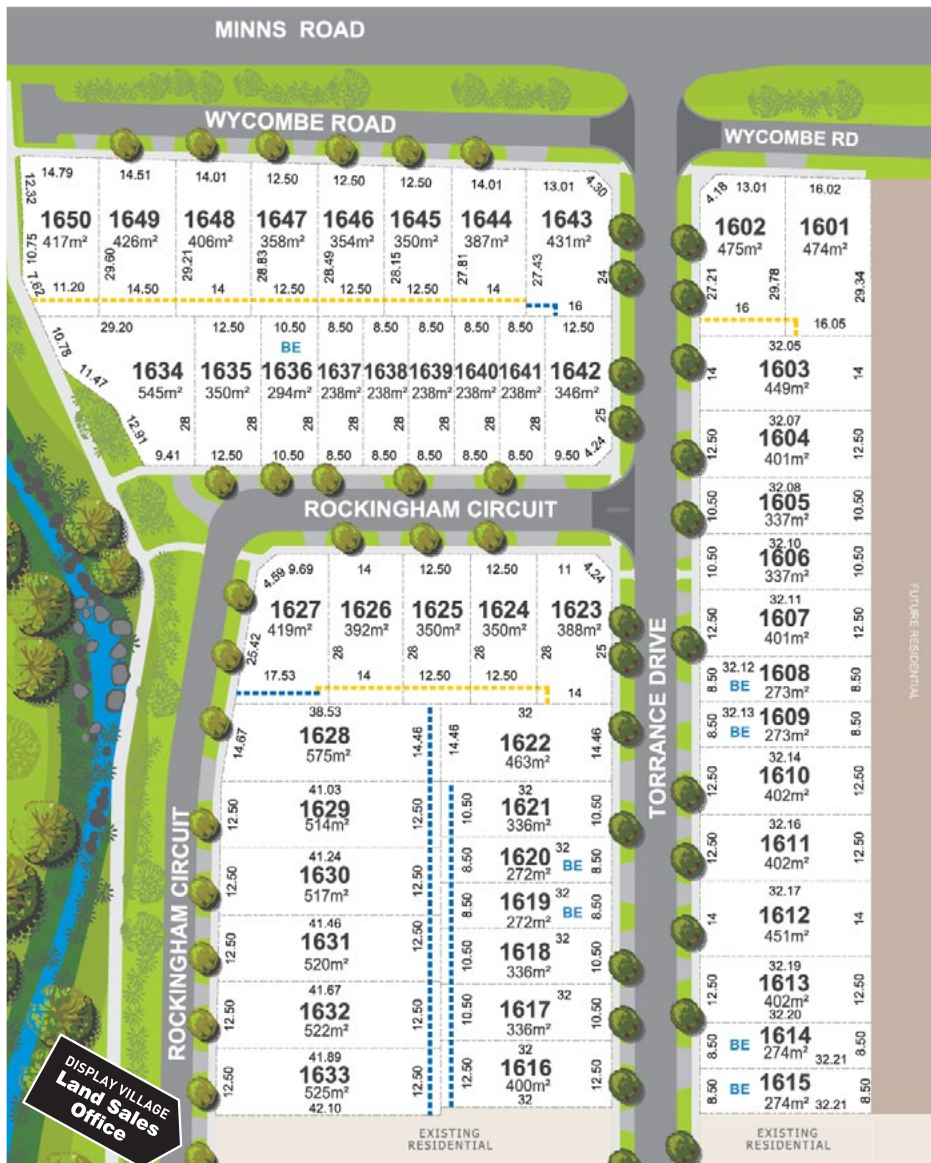 MINNS ROAD
WYCOMBE ROAD
WYCOMBE RD
14.79 14.51 14.01 12.50 12.50 12.50 14.01 13.01 4.30
12.32
1650 1649 1648 1647 1646 1645 1644 1643
417m² 426m² 406m² 358m² 354m² 350m² 387m² 431m²
10.75 29.60 29.21 28.83 28.49 28.15 27.81 27.43 24
7.62 11.20 14.50 14 12.50 12.50 12.50 14
16
4.18 13.01 16.02
1602 1601
475m² 474m²
27.21 29.78 29.34
16 16.05
29.20 12.50 10.50 8.50 8.50 8.50 8.50 8.50 12.50
10.78
BE
1634 1635 1636 1637 1638 1639 1640 1641 1642
545m² 350m² 294m² 238m² 238m² 238m² 238m² 238m² 346m²
11.47
12.91 28 28 28 28 28 28 28 28 25
9.41 12.50 10.50 8.50 8.50 8.50 8.50 8.50 9.50 4.24
ROCKINGHAM CIRCUIT
4.59 9.69 14 12.50 12.50 11 4.24
1627 1626 1625 1624 1623
419m² 392m² 350m² 350m² 388m²
25.42 28 28 28 28 25
17.53 14 12.50 12.50 14
38.53
1628
575m²
14.67 14.46
41.03
1629
514m²
12.50 12.50
41.24
1630
517m²
12.50 12.50
41.46
1631
520m²
12.50 12.50
41.67
1632
522m²
12.50 12.50
41.89
1633
525m²
12.50 12.50
42.10
32
1622
463m²
14.46 14.46
32
1621
336m²
10.50 10.50
1620 32
272m² BE
8.50 8.50
1619 32
272m² BE
8.50 8.50
1618 32
336m²
10.50 10.50
1617 32
336m²
10.50 10.50
32
1616
400m²
12.50 12.50
32
32.05
1603
449m²
14 14
32.07
1604
401m²
12.50 12.50
32.08
1605
337m²
10.50 10.50
32.10
1606
337m²
10.50 10.50
32.11
1607
401m²
12.50 12.50
32.12 1608
BE 273m²
8.50 8.50
32.13 1609
BE 273m²
8.50 8.50
32.14
1610
402m²
12.50 12.50
32.16
1611
402m²
12.50 12.50
32.17
1612
451m²
14 14
32.19
1613
402m²
12.50 12.50
32.20
BE 1614
274m² 32.21
8.50 8.50
BE 1615
274m² 32.21
8.50 8.50
TORRANCE DRIVE
ROCKINGHAM CIRCUIT
FUTURE RESIDENTIAL
DISPLAY VILLAGE
Land Sales
Office
EXISTING
RESIDENTIAL
EXISTING
RESIDENTIAL